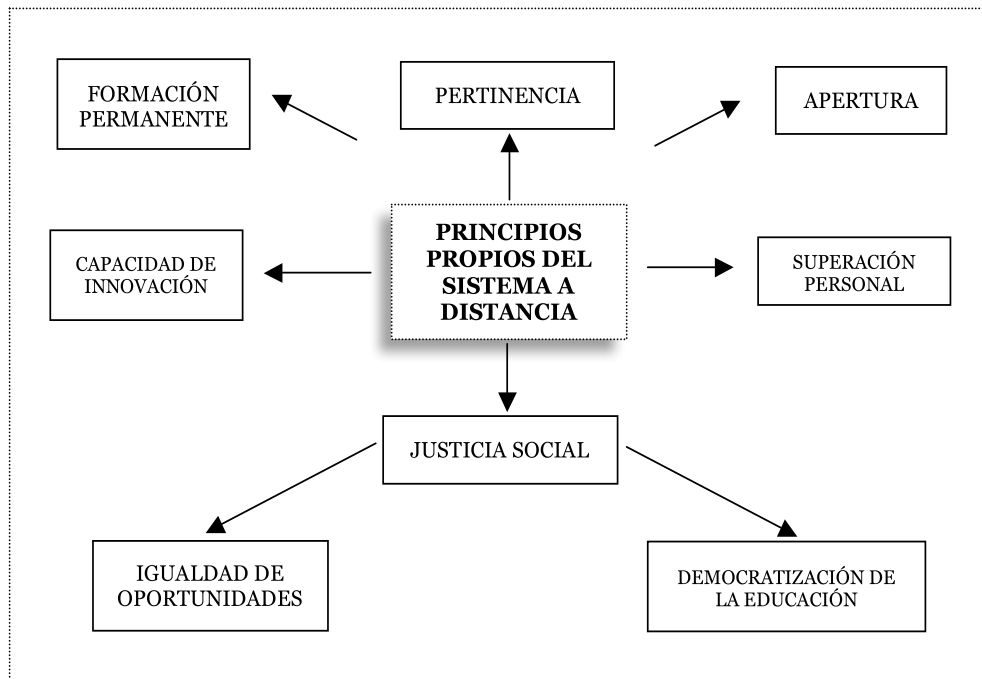 FORMACIÓN
PERMANENTE
PERTINENCIA
APERTURA
PRINCIPIOS
PROPIOS DEL
SISTEMA A
DISTANCIA
CAPACIDAD DE
INNOVACIÓN
SUPERACIÓN
PERSONAL
JUSTICIA SOCIAL
IGUALDAD DE
OPORTUNIDADES
DEMOCRATIZACIÓN DE
LA EDUCACIÓN